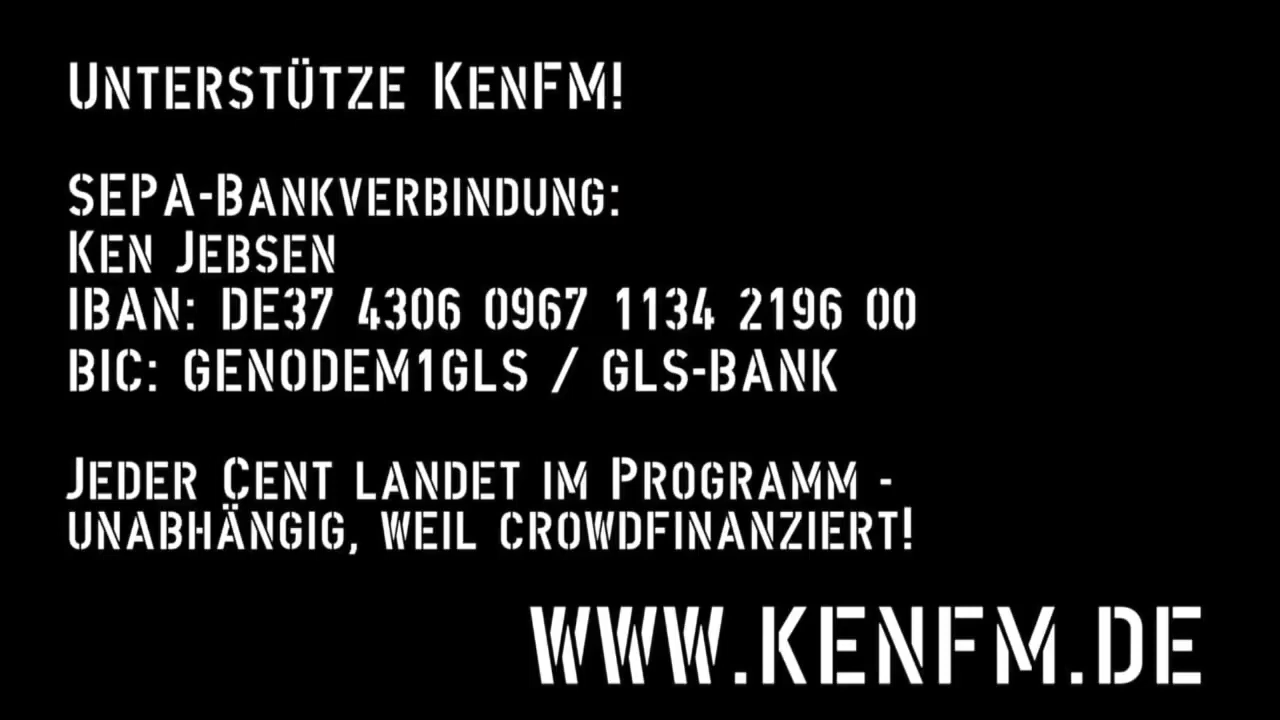 Unterstütze KenFM!
SEPA-Bankverbindung:
Ken Jebsen
IBAN: DE37 4306 0967 1134 2196 00
BIC: GENODEM1GLS / GLS-BANK
Jeder Cent landet im Programm -
unabhängig, weil crowdfinanziert!
WWW.KENFM.DE